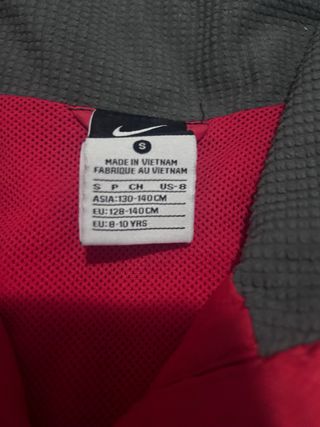 S
MADE IN VIETNAM
FABRIQUE AU VIETNAM
S P CH US-8
ASIA:130-140CM
EU:128-140CM
EU:8-10 YRS